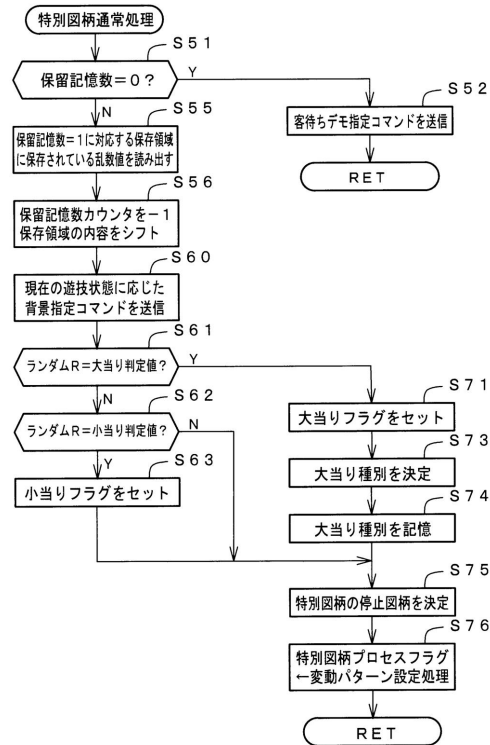 特別図柄通常処理
S51
保留記憶数=0?
Y
N
S52
客待ちデモ指定コマンドを送信
RET
S55
保留記憶数=1に対応する保存領域
に保存されている乱数値を読み出す
S56
保留記憶数カウンタを−1
保存領域の内容をシフト
S60
現在の遊技状態に応じた
背景指定コマンドを送信
S61
ランダムR=大当り判定値?
Y
N
S62
ランダムR=小当り判定値?
N
Y
S63
小当りフラグをセット
S71
大当りフラグをセット
S73
大当り種別を決定
S74
大当り種別を記憶
S75
特別図柄の停止図柄を決定
S76
特別図柄プロセスフラグ
←変動パターン設定処理
RET